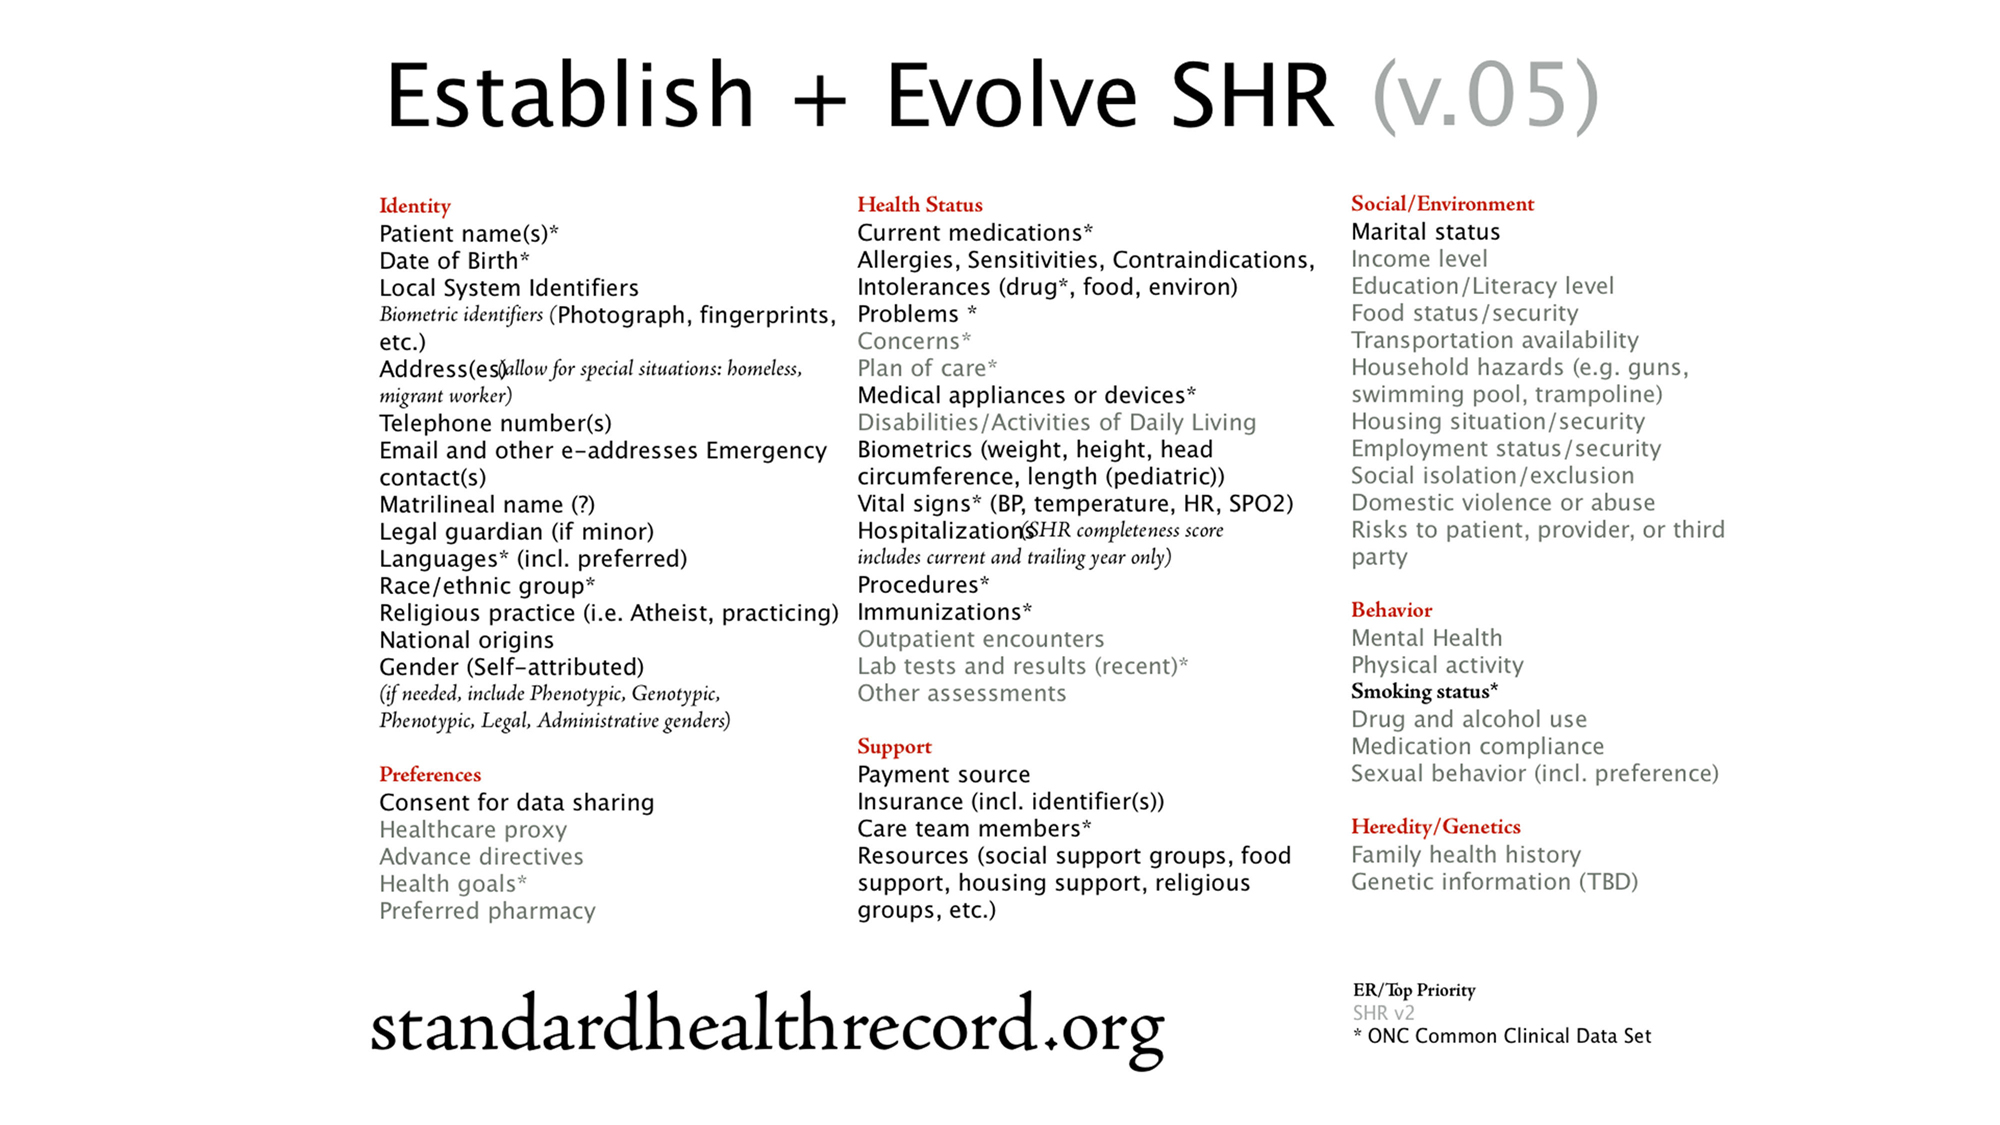 Establish + Evolve SHR (v.05)
Identity
Patient name(s)*
Date of Birth*
Local System Identifiers
Biometric identifiers (Photograph, fingerprints,
etc.)
Address(es) (allow for special situations: homeless,
migrant worker)
Telephone number(s)
Email and other e-addresses Emergency
contact(s)
Matrilineal name (?)
Legal guardian (if minor)
Languages* (incl. preferred)
Race/ethnic group*
Religious practice (i.e. Atheist, practicing)
National origins
Gender (Self-attributed)
(if needed, include Phenotypic, Genotypic,
Phenotypic, Legal, Administrative genders)
Preferences
Consent for data sharing
Healthcare proxy
Advance directives
Health goals*
Preferred pharmacy
Health Status
Current medications*
Allergies, Sensitivities, Contraindications,
Intolerances (drug*, food, environ)
Problems *
Concerns*
Plan of care*
Medical appliances or devices*
Disabilities/Activities of Daily Living
Biometrics (weight, height, head
circumference, length (pediatric))
Vital signs* (BP, temperature, HR, SPO2)
Hospitalizations (SHR completeness score
includes current and trailing year only)
Procedures*
Immunizations*
Outpatient encounters
Lab tests and results (recent)*
Other assessments
Support
Payment source
Insurance (incl. identifier(s))
Care team members*
Resources (social support groups, food
support, housing support, religious
groups, etc.)
Social/Environment
Marital status
Income level
Education/Literacy level
Food status/security
Transportation availability
Household hazards (e.g. guns,
swimming pool, trampoline)
Housing situation/security
Employment status/security
Social isolation/exclusion
Domestic violence or abuse
Risks to patient, provider, or third
party
Behavior
Mental Health
Physical activity
Smoking status*
Drug and alcohol use
Medication compliance
Sexual behavior (incl. preference)
Heredity/Genetics
Family health history
Genetic information (TBD)
standardhealthrecord.org
ER/Top Priority
SHR v2
* ONC Common Clinical Data Set